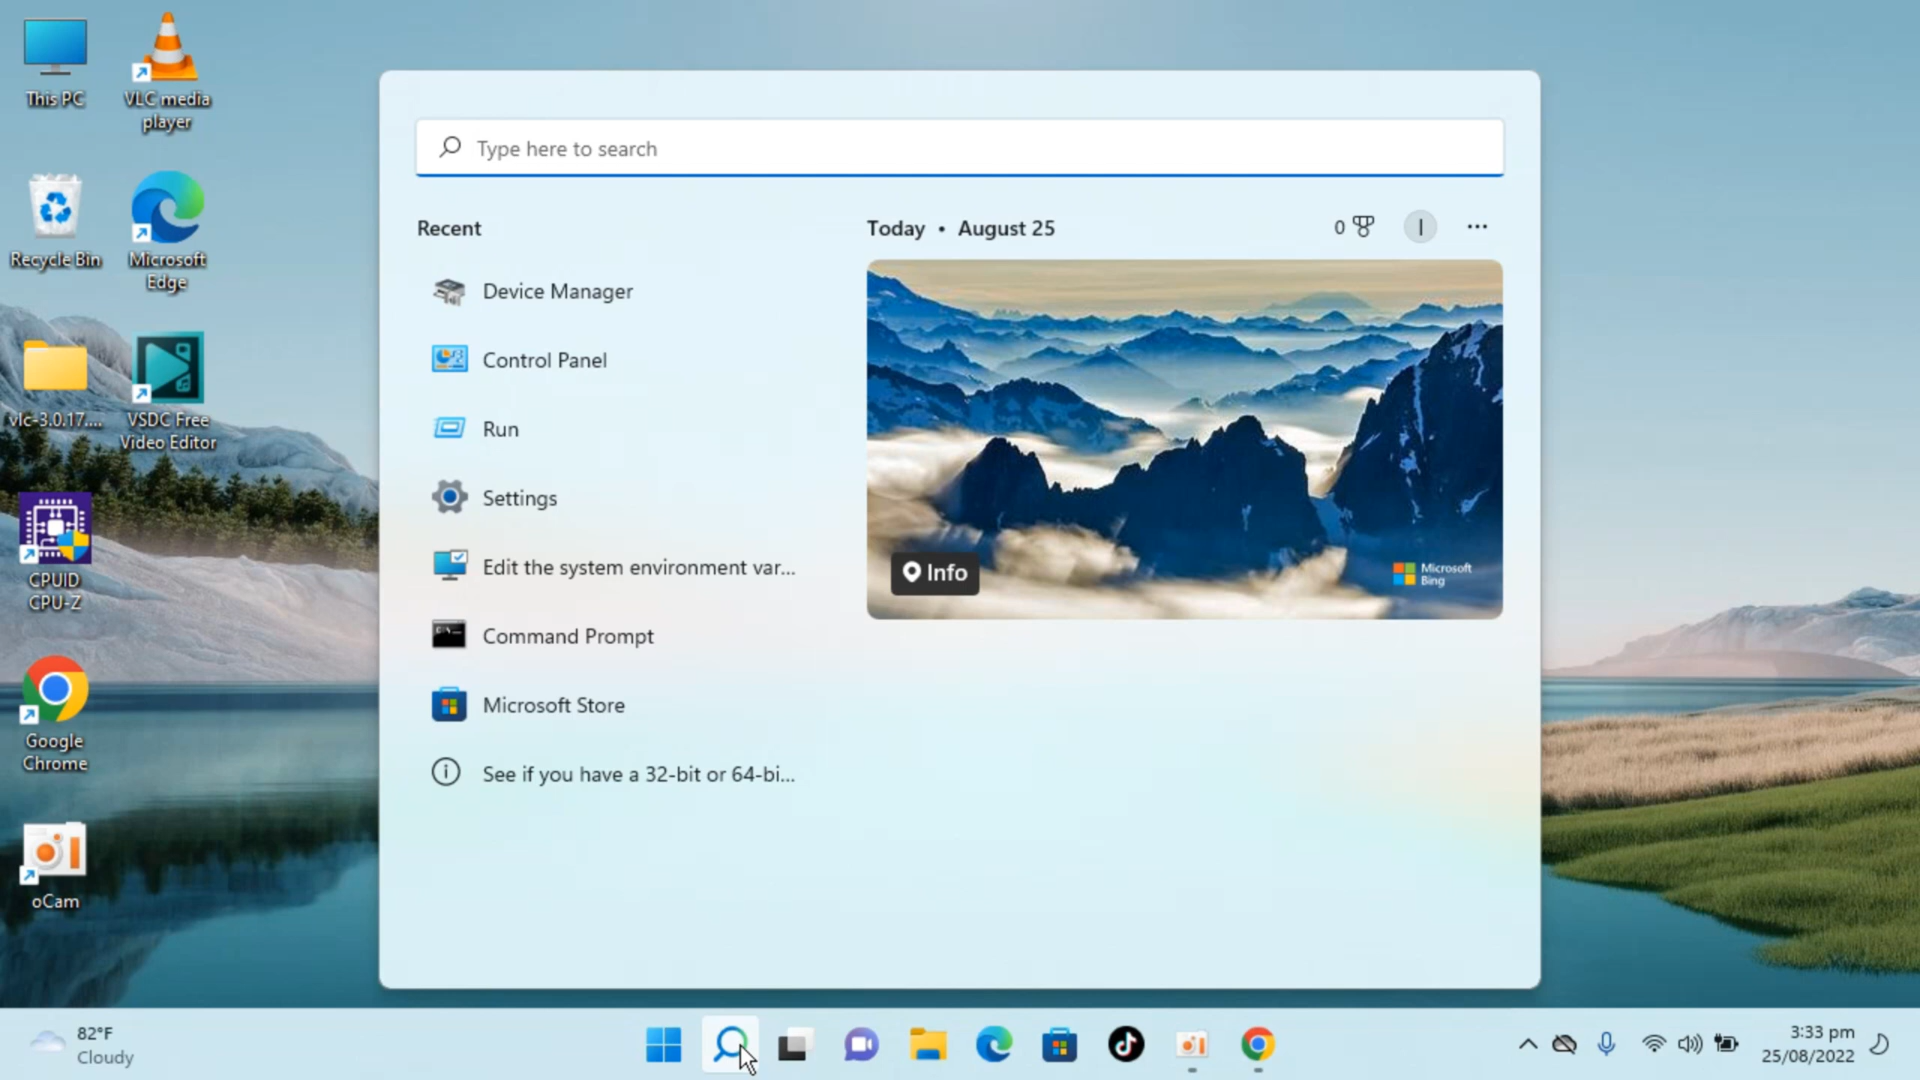 This PC
VLC media
player
Recycle Bin
Microsoft
Edge
vlc-3.0.17....
VSDC Free
Video Editor
CPUID
CPU-Z
Google
Chrome
oCam
Type here to search
Recent
Device Manager
Control Panel
Run
Settings
Edit the system environment var...
Command Prompt
Microsoft Store
See if you have a 32-bit or 64-bi...
Today • August 25
0
I
Info
Microsoft
Bing
82°F
Cloudy
3:33 pm
25/08/2022